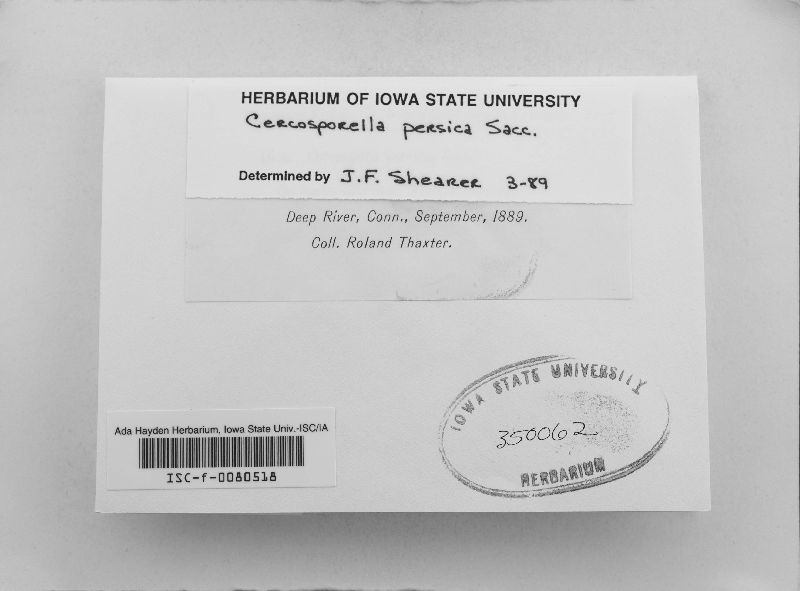 HERBARIUM OF IOWA STATE UNIVERSITY
Cercosporella persica Sacc.
Determined by J.F. Shearer 3-89
Deep River, Conn., September, 1889.
Coll. Roland Thaxter.
Ada Hayden Herbarium, Iowa State Univ.-ISC/IA
ISC-f-0080518
IOWA STATE UNIVERSITY
350062
HERBARIUM